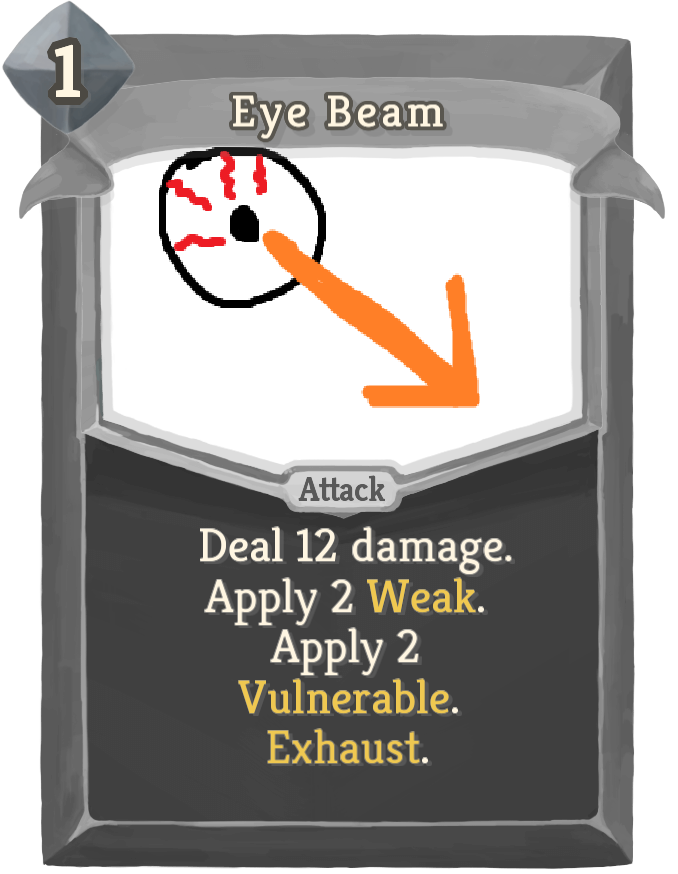 1
Eye Beam
Attack
Deal 12 damage.
Apply 2 Weak.
Apply 2
Vulnerable.
Exhaust.